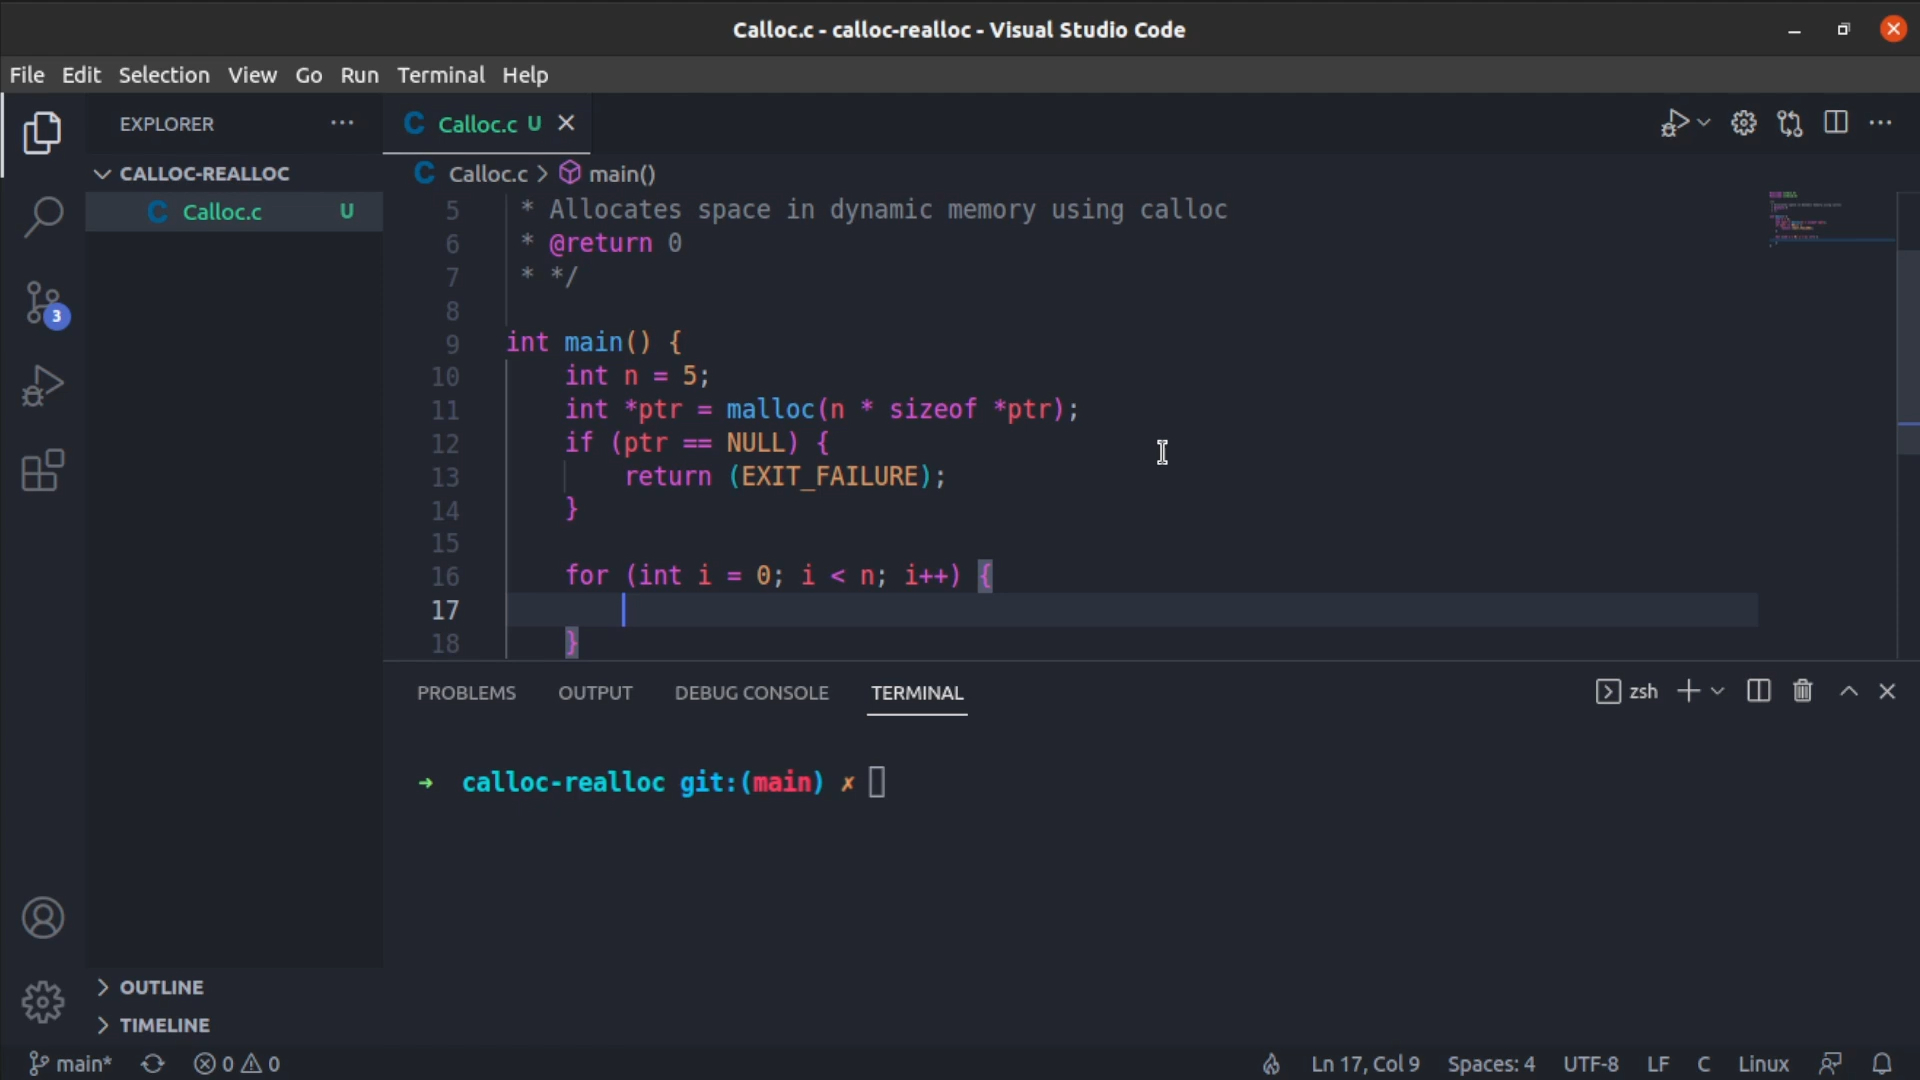 Calloc.c - calloc-realloc - Visual Studio Code
File Edit Selection View Go Run Terminal Help
EXPLORER
CALLOC-REALLOC
C Calloc.c U
C Calloc.c U
C Calloc.c > main()
5 * Allocates space in dynamic memory using calloc
6 * @return 0
7 * */
8
9 int main() {
10 int n = 5;
11 int *ptr = malloc(n * sizeof *ptr);
12 if (ptr == NULL) {
13 return (EXIT_FAILURE);
14 }
15
16 for (int i = 0; i < n; i++) {
17
18 }
3
PROBLEMS OUTPUT DEBUG CONSOLE TERMINAL
zsh
➜ calloc-realloc git:(main) ✗
OUTLINE
TIMELINE
main* 0 0 Ln 17, Col 9 Spaces: 4 UTF-8 LF C Linux